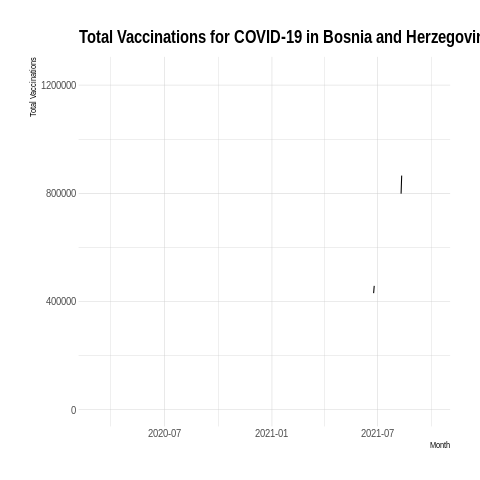 Total Vaccinations for COVID-19 in Bosnia and Herzegovin
Total Vaccinations
1200000
800000
400000
0
2020-07 2021-01 2021-07
Month